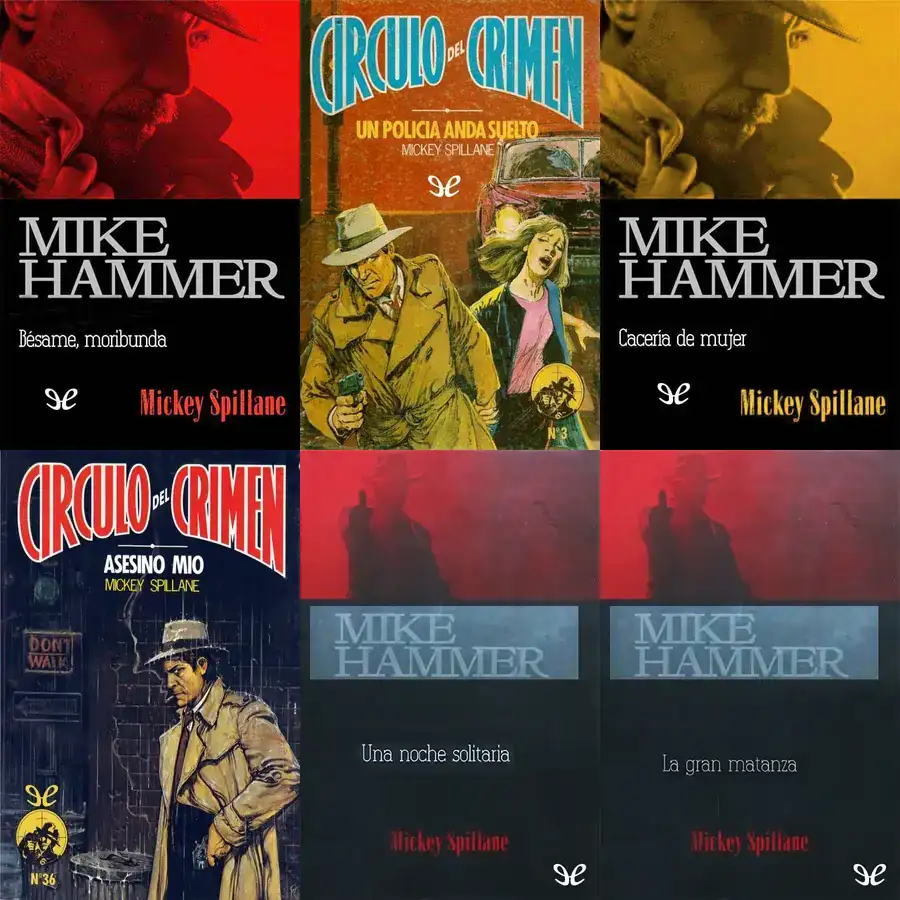 MIKE
HAMMER
Bésame, moribunda
Mickey Spillane
CIRCULO DEL CRIMEN
UN POLICIA ANDA SUELTO
MICKEY SPILLANE
Nº3
MIKE
HAMMER
Cacería de mujer
Mickey Spillane
CIRCULO DEL CRIMEN
ASESINO MIO
MICKEY SPILLANE
DON'T
WALK
Nº36
MIKE
HAMMER
Una noche solitaria
Mickey Spillane
MIKE
HAMMER
La gran matanza
Mickey Spillane